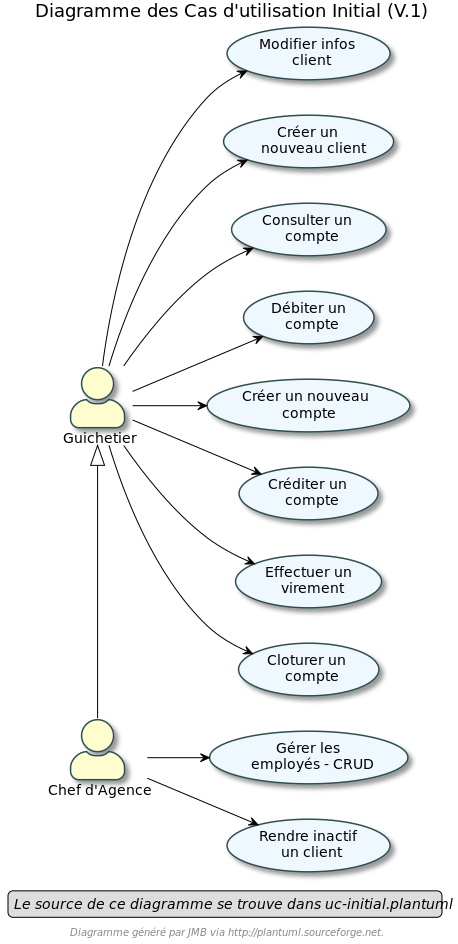 Diagramme des Cas d'utilisation Initial (V.1)
Modifier infos
client
Créer un
nouveau client
Consulter un
compte
Débiter un
compte
Créer un nouveau
compte
Guichetier
Créditer un
compte
Effectuer un
virement
Cloturer un
compte
Gérer les
employés - CRUD
Chef d'Agence
Rendre inactif
un client
Le source de ce diagramme se trouve dans uc-initial.plantuml
Diagramme généré par JMB via http://plantuml.sourceforge.net.